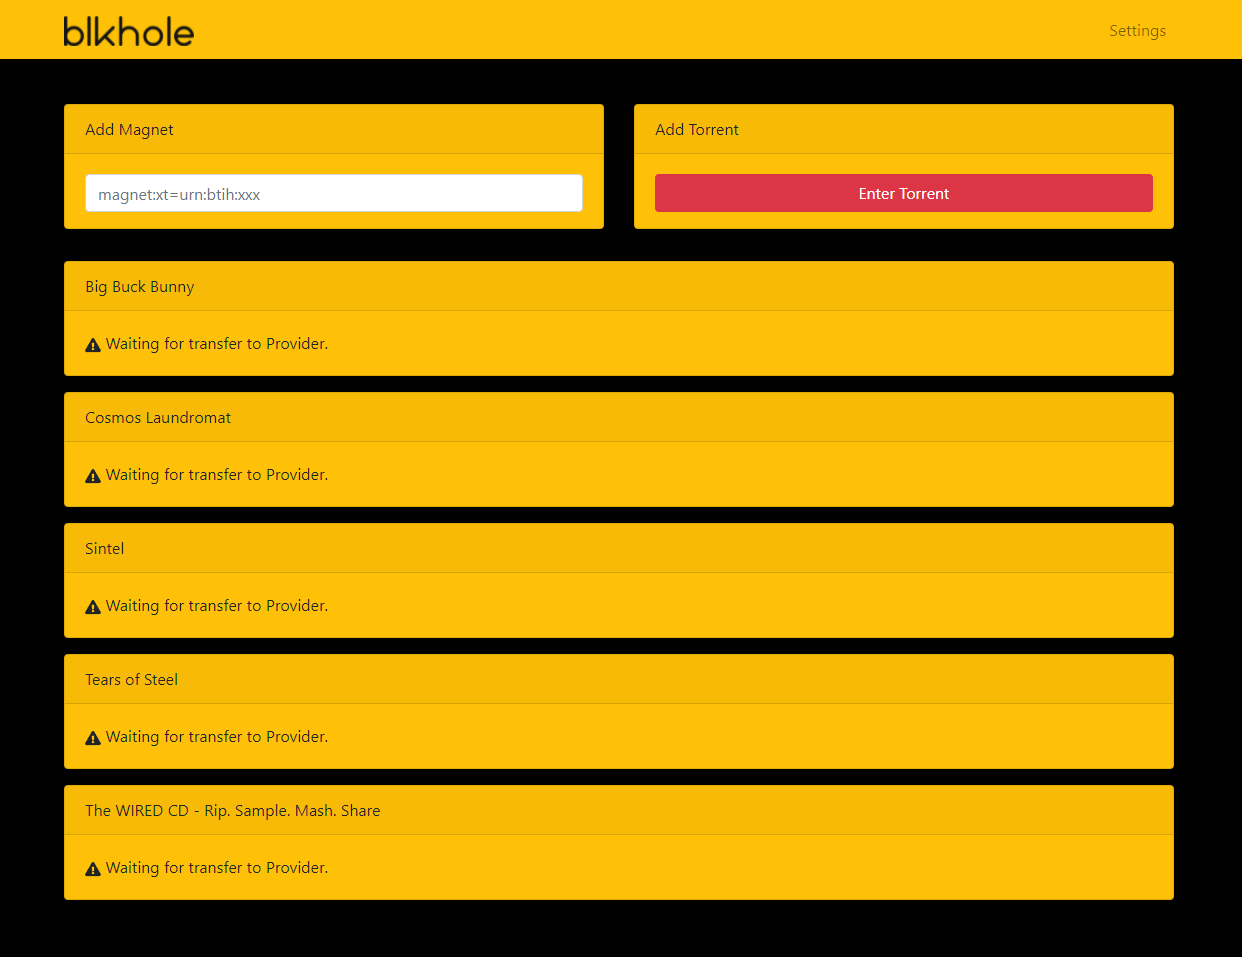 blkhole
Settings
Add Magnet
Add Torrent
magnet:xt=urn:btih:xxx
Enter Torrent
Big Buck Bunny
Waiting for transfer to Provider.
Cosmos Laundromat
Waiting for transfer to Provider.
Sintel
Waiting for transfer to Provider.
Tears of Steel
Waiting for transfer to Provider.
The WIRED CD - Rip. Sample. Mash. Share
Waiting for transfer to Provider.